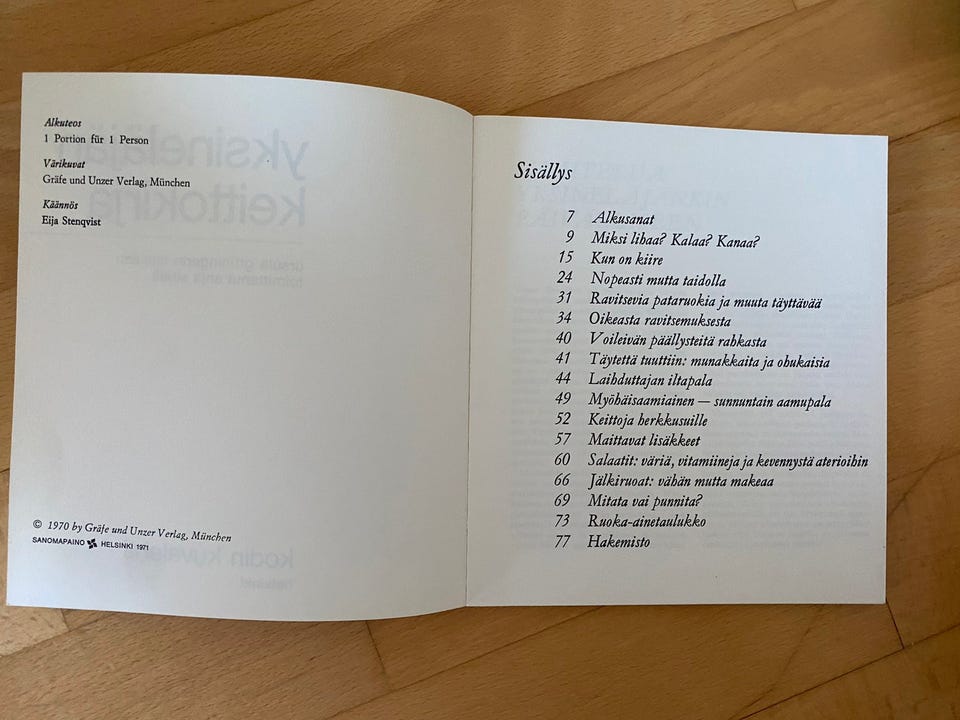 Alkuteos
1 Portion für 1 Person
Värikuvat
Gräfe und Unzer Verlag, München
Käännös
Eija Stenqvist
© 1970 by Gräfe und Unzer Verlag, München
SANOMAPAINO HELSINKI 1971
Sisällys
7 Alkusanat
9 Miksi lihaa? Kalaa? Kanaa?
15 Kun on kiire
24 Nopeasti mutta taidolla
31 Ravitsevia pataruokia ja muuta täyttävää
34 Oikeasta ravitsemuksesta
40 Voileivän päällysteitä rahkasta
41 Täytettä tuuttiin: munakkaita ja ohukaisia
44 Laihduttajan iltapala
49 Myöhäisaamiainen — sunnuntain aamupala
52 Keittoja herkkusuille
57 Maittavat lisäkkeet
60 Salaatit: väriä, vitamiineja ja kevennystä aterioihin
66 Jälkiruoat: vähän mutta makeaa
69 Mitata vai punnita?
73 Ruoka-ainetaulukko
77 Hakemisto